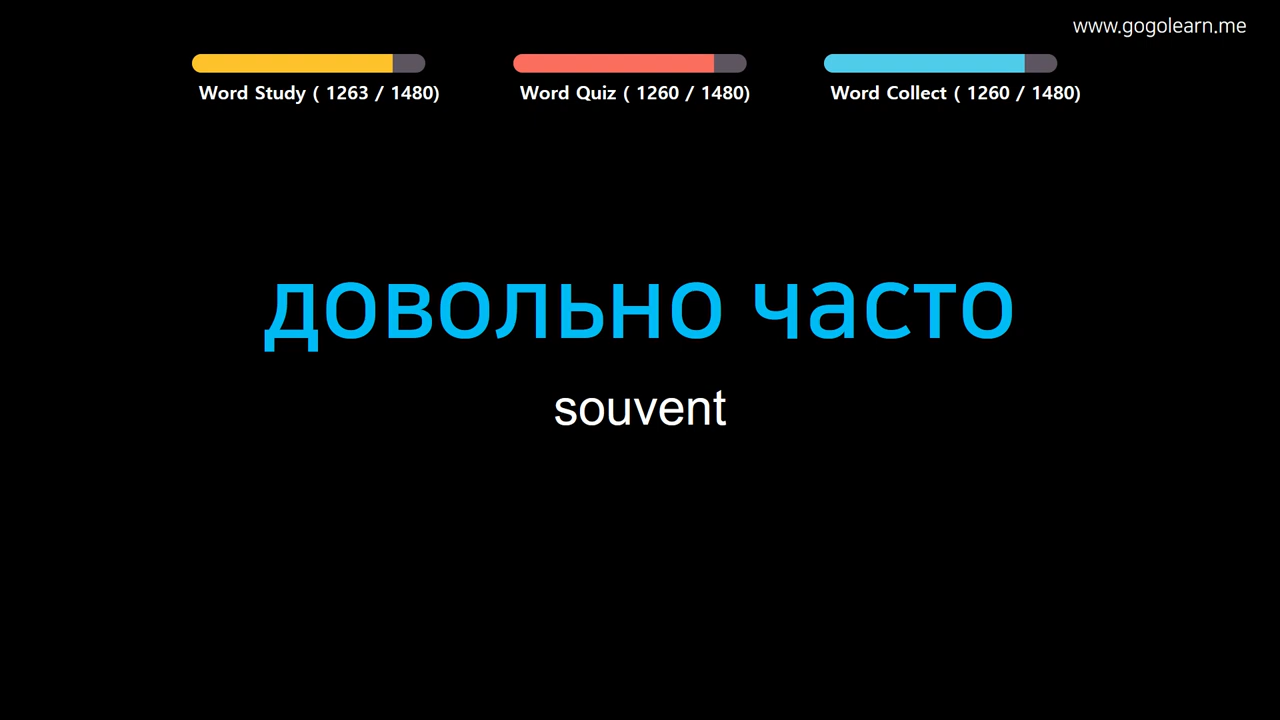 www.gogolearn.me
Word Study ( 1263 / 1480)
Word Quiz ( 1260 / 1480)
Word Collect ( 1260 / 1480)
довольно часто
souvent